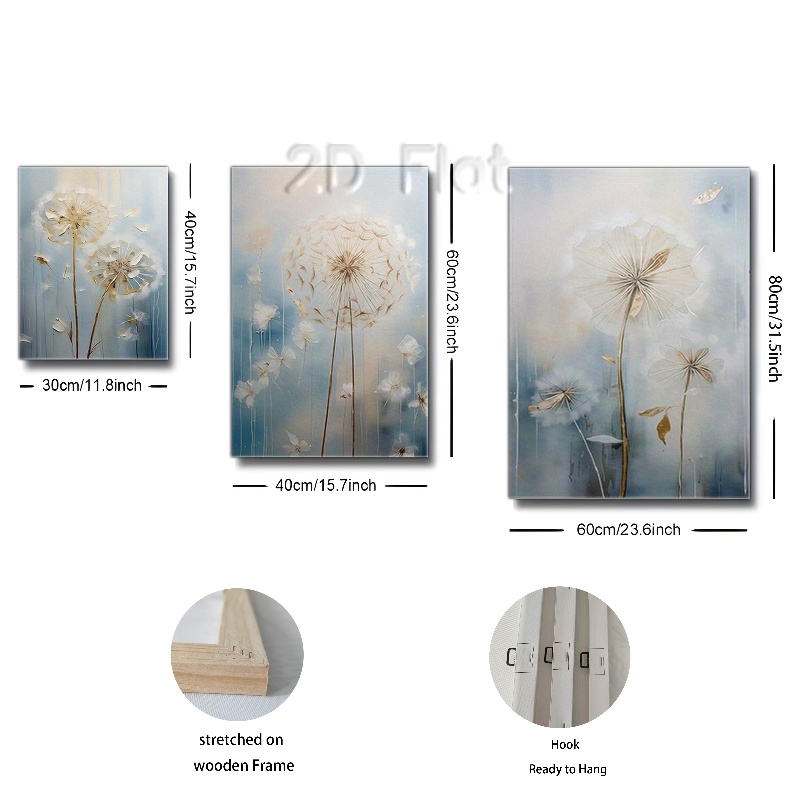 2D Flat
40cm/15.7inch
30cm/11.8inch
60cm/23.6inch
40cm/15.7inch
80cm/31.5inch
60cm/23.6inch
stretched on
wooden Frame
Hook
Ready to Hang